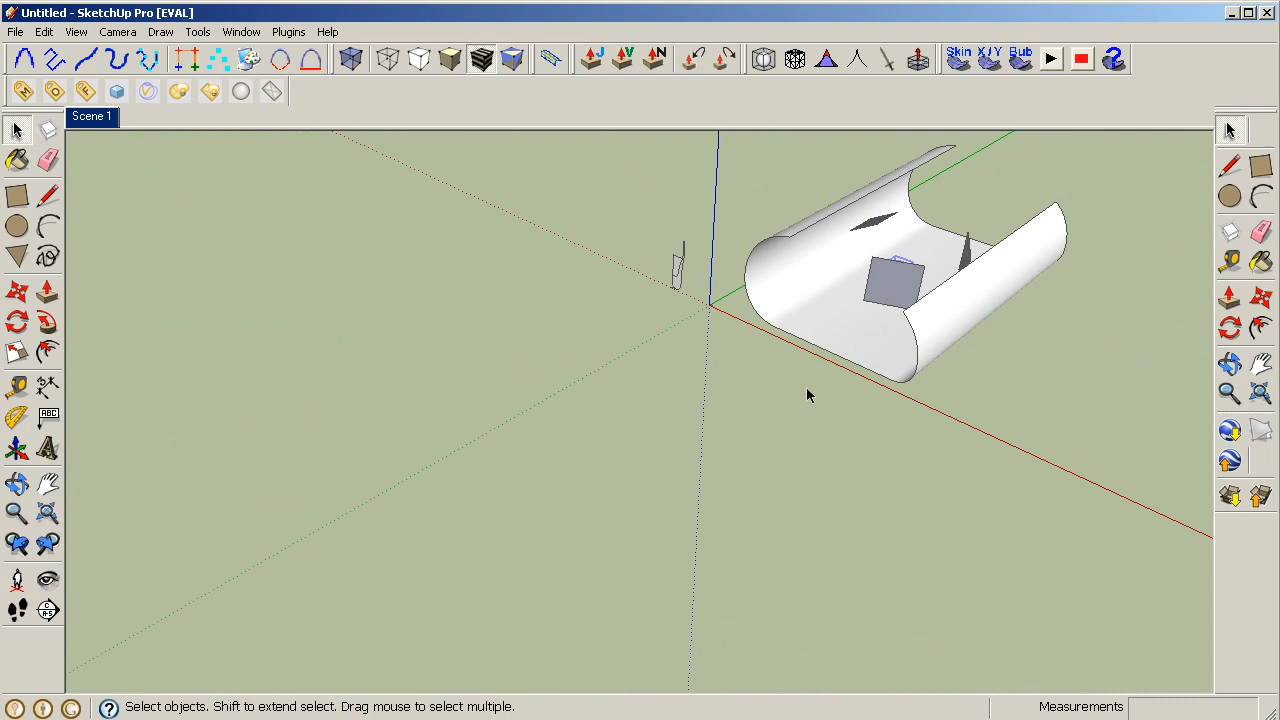 Untitled - SketchUp Pro [EVAL]
File Edit View Camera Draw Tools Window Plugins Help
J V N Skin X/Y Bub
M O F
Scene 1
ABC
A
C
A-5
Select objects. Shift to extend select. Drag mouse to select multiple.
Measurements